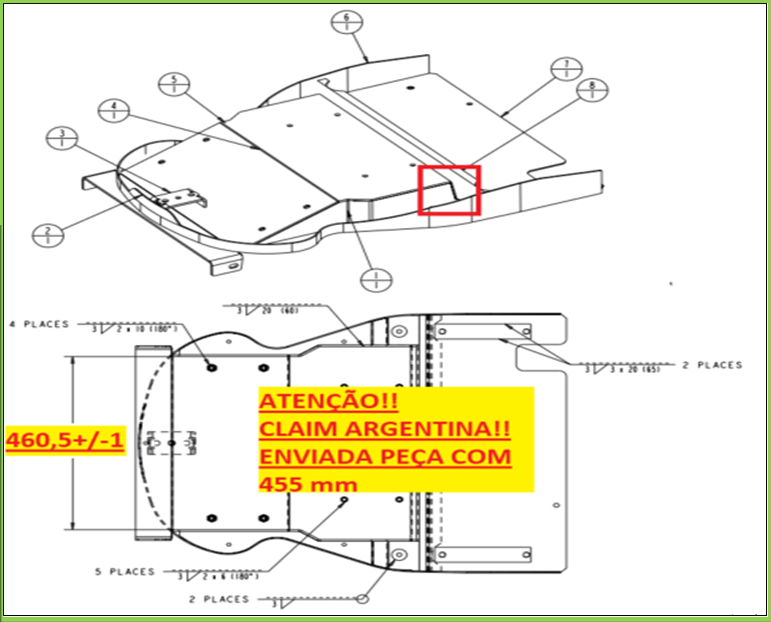 6
1
7
1
5
1
8
1
4
1
3
1
2
1
1
1
3 20 (60)
4 PLACES
3 2 x 10 (180°)
3 3 x 20 (65) 2 PLACES
ATENÇÃO!!
CLAIM ARGENTINA!!
ENVIADA PEÇA COM
455 mm
460,5+/-1
5 PLACES
3 2 x 6 (180°)
2 PLACES
3